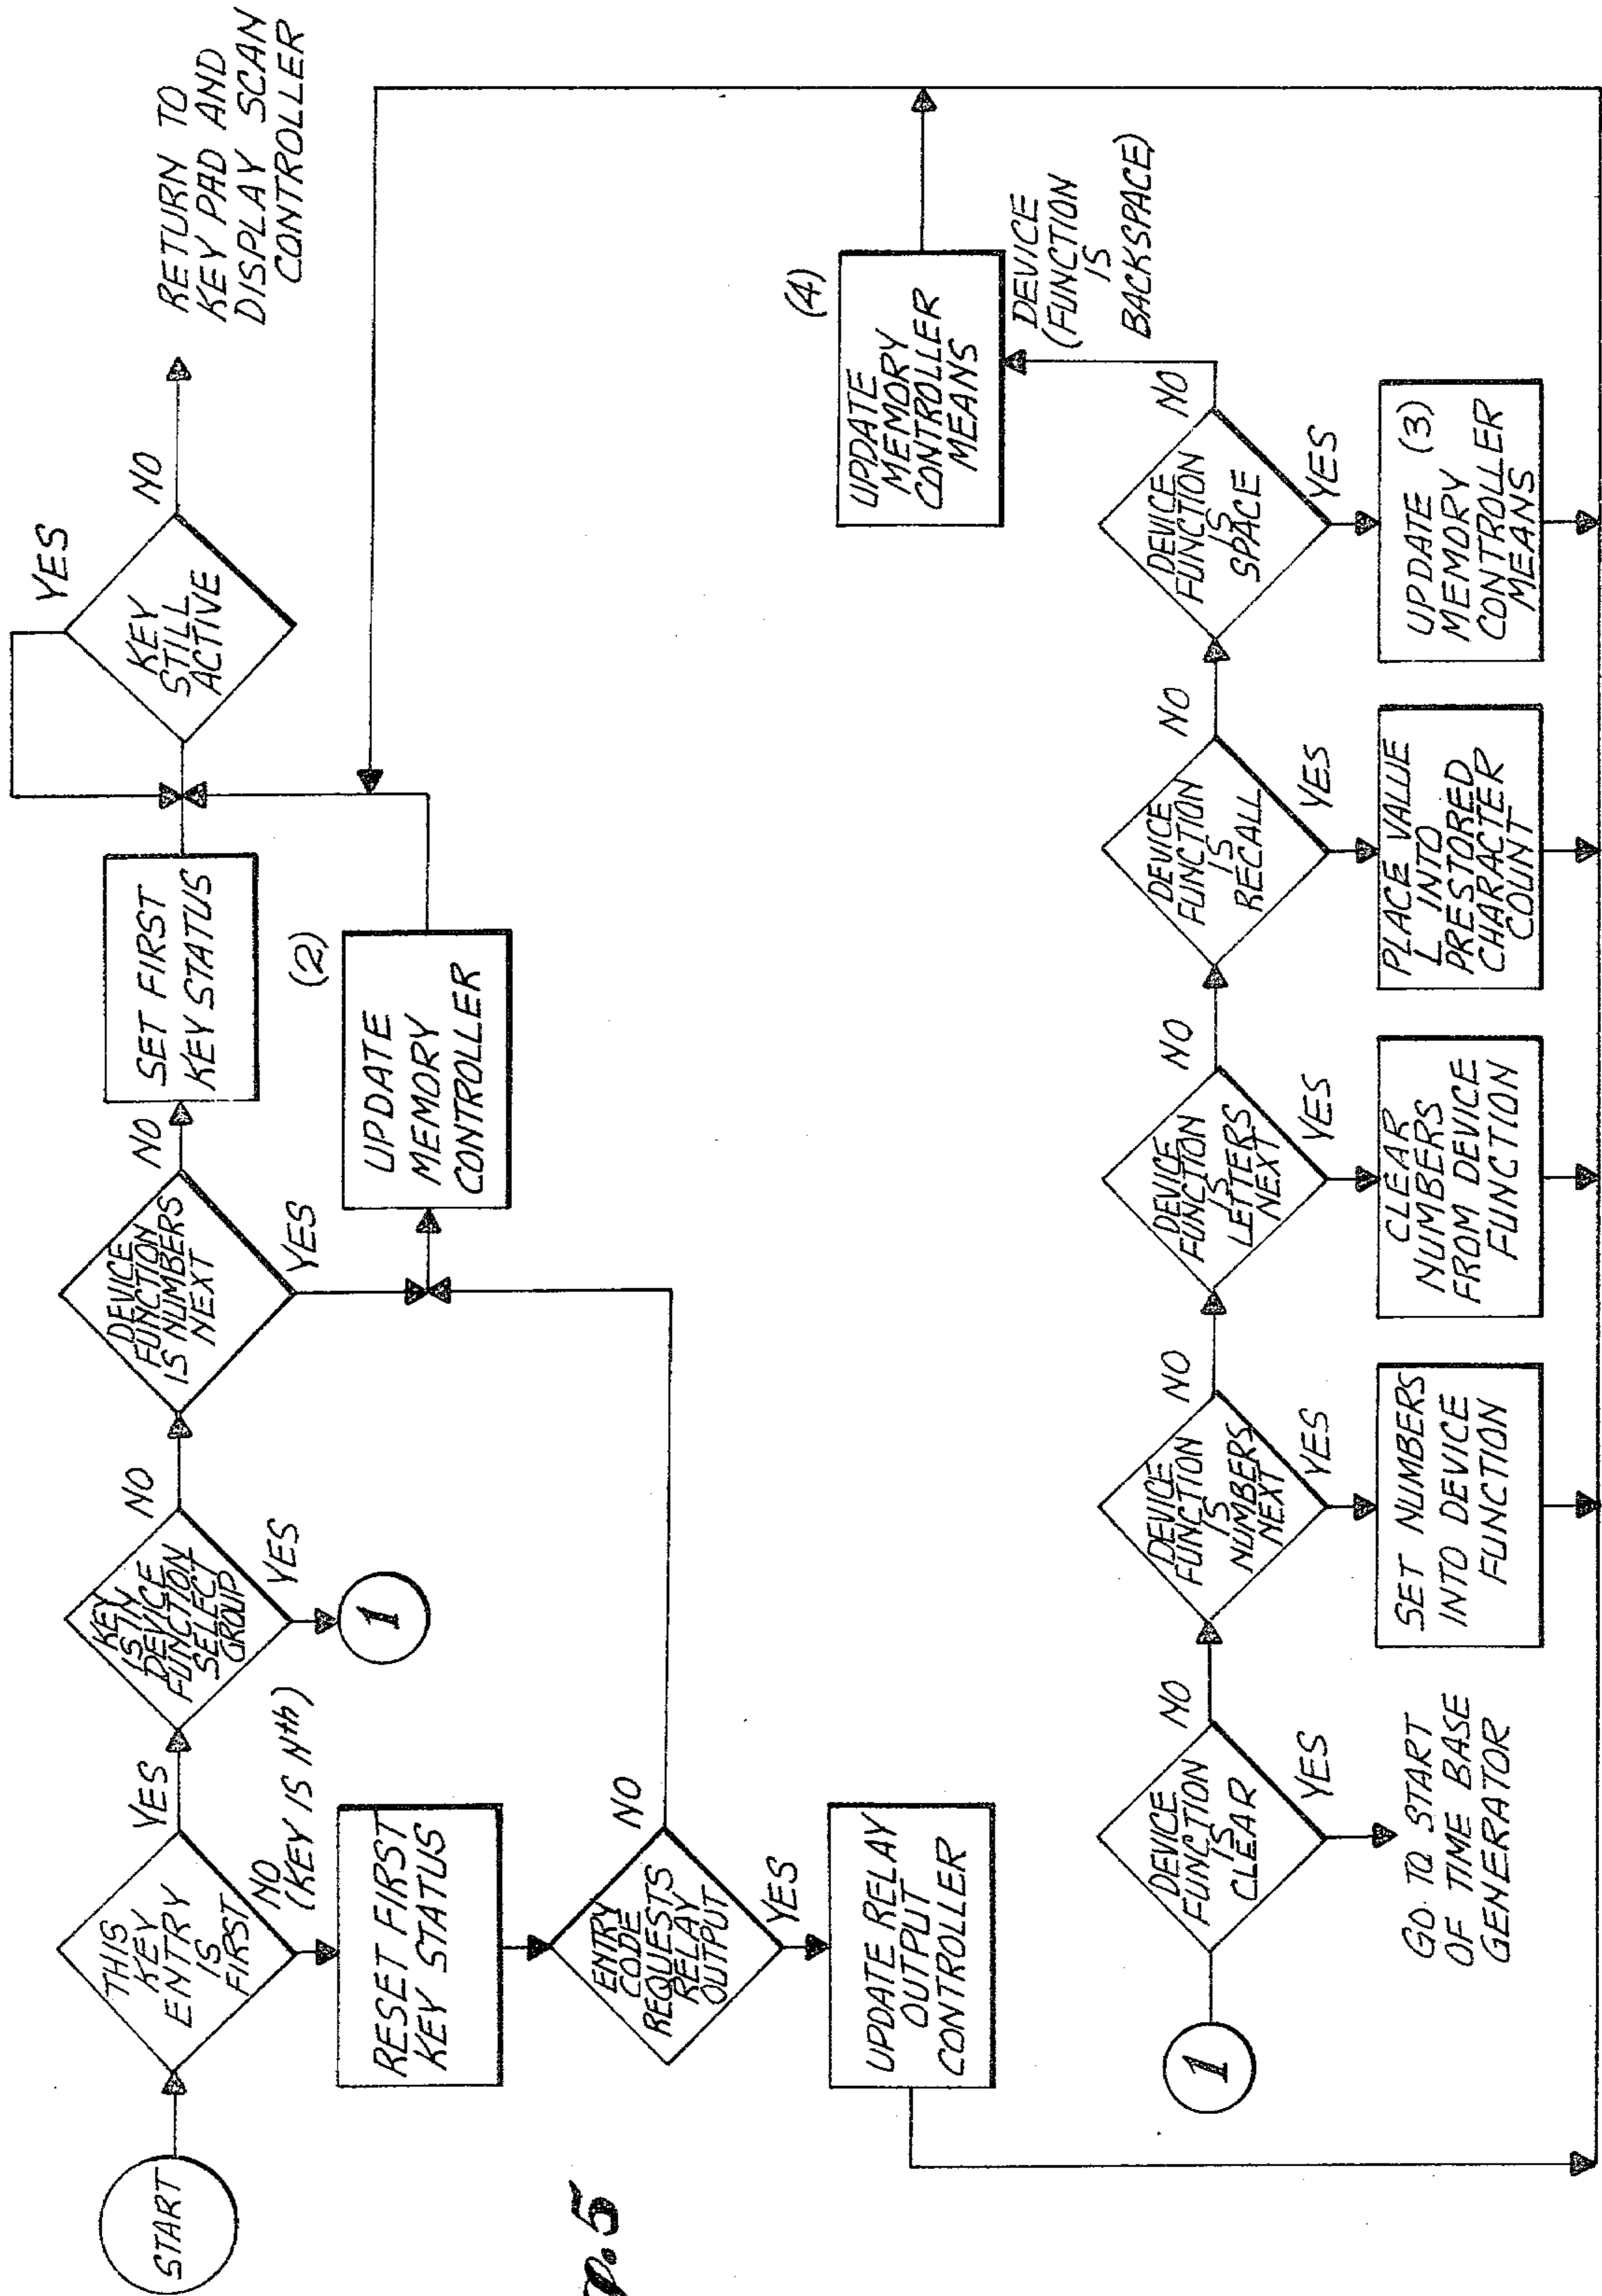 START
THIS
KEY
ENTRY
IS
FIRST
YES
NO
(KEY IS Nth)
KEY
IS IN
DEVICE
FUNCTION
SELECT
GROUP
NO
YES
1
DEVICE
FUNCTION
IS NUMBERS
NEXT
NO
YES
SET FIRST
KEY STATUS
KEY
STILL
ACTIVE
YES
NO
RETURN TO
KEY PAD AND
DISPLAY SCAN
CONTROLLER
RESET FIRST
KEY STATUS
(2)
UPDATE
MEMORY
CONTROLLER
ENTRY
CODE
REQUESTS
RELAY
OUTPUT
NO
YES
UPDATE RELAY
OUTPUT
CONTROLLER
(4)
UPDATE
MEMORY
CONTROLLER
MEANS
DEVICE
(FUNCTION
IS
BACKSPACE)
1
DEVICE
FUNCTION
IS
CLEAR
NO
YES
GO TO START
OF TIME BASE
GENERATOR
DEVICE
FUNCTION
IS
NUMBERS
NEXT
NO
YES
SET NUMBERS
INTO DEVICE
FUNCTION
DEVICE
FUNCTION
IS
LETTERS
NEXT
NO
YES
CLEAR
NUMBERS
FROM DEVICE
FUNCTION
DEVICE
FUNCTION
IS
RECALL
NO
YES
PLACE VALUE
L INTO
PRESTORED
CHARACTER
COUNT
DEVICE
FUNCTION
IS
SPACE
NO
YES
UPDATE (3)
MEMORY
CONTROLLER
MEANS